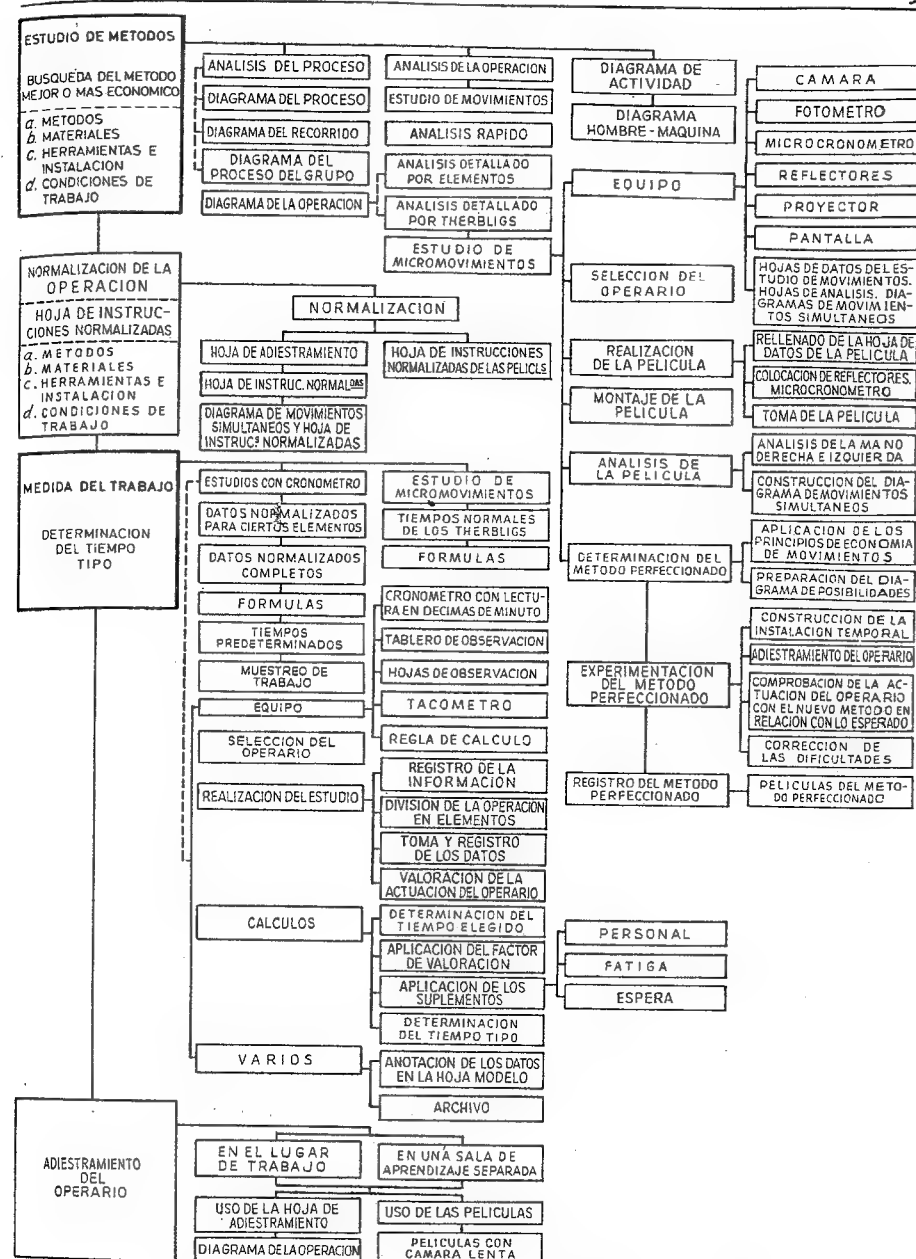 ESTUDIO DE METODOS
BUSQUEDA DEL METODO
MEJOR O MAS ECONOMICO
a. METODOS
b. MATERIALES
c. HERRAMIENTAS E
INSTALACION
d. CONDICIONES DE
TRABAJO
ANALISIS DEL PROCESO
DIAGRAMA DEL PROCESO
DIAGRAMA DEL RECORRIDO
DIAGRAMA DEL
PROCESO DEL GRUPO
DIAGRAMA DE LA OPERACION
ANALISIS DE LA OPERACION
ESTUDIO DE MOVIMIENTOS
ANALISIS RAPIDO
ANALISIS DETALLADO
POR ELEMENTOS
ANALISIS DETALLADO
POR THERBLIGS
ESTUDIO DE
MICROMOVIMIENTOS
DIAGRAMA DE
ACTIVIDAD
DIAGRAMA
HOMBRE-MAQUINA
EQUIPO
CAMARA
FOTOMETRO
MICROCRONOMETRO
REFLECTORES
PROYECTOR
PANTALLA
HOJAS DE DATOS DEL ES-
TUDIO DE MOVIMIENTOS.
HOJAS DE ANALISIS. DIA-
GRAMAS DE MOVIMIEN-
TOS SIMULTANEOS
SELECCION DEL
OPERARIO
REALIZACION
DE LA PELICULA
RELLENADO DE LA HOJA DE
DATOS DE LA PELICULA
COLOCACION DE REFLECTORES.
MICROCRONOMETRO
TOMA DE LA PELICULA
MONTAJE DE LA
PELICULA
ANALISIS DE
LA PELICULA
ANALISIS DE LA MANO
DERECHA E IZQUIERDA
CONSTRUCCION DEL DIA-
GRAMA DE MOVIMIENTOS
SIMULTANEOS
DETERMINACION DEL
METODO PERFECCIONADO
APLICACION DE LOS
PRINCIPIOS DE ECONOMIA
DE MOVIMIENTOS
PREPARACION DEL DIA-
GRAMA DE POSIBILIDADES
EXPERIMENTACION
DEL METODO
PERFECCIONADO
CONSTRUCCION DE LA
INSTALACION TEMPORAL
ADIESTRAMIENTO DEL OPERARIO
COMPROBACION DE LA AC-
TUACION DEL OPERARIO
CON EL NUEVO METODO EN
RELACION CON LO ESPERADO
CORRECCION DE
LAS DIFICULTADES
REGISTRO DEL METODO
PERFECCIONADO
PELICULAS DEL METO-
DO PERFECCIONADO
NORMALIZACION DE LA
OPERACION
HOJA DE INSTRUC-
CIONES NORMALIZADAS
a. METODOS
b. MATERIALES
c. HERRAMIENTAS E
INSTALACION
d. CONDICIONES DE
TRABAJO
NORMALIZACION
HOJA DE ADIESTRAMIENTO
HOJA DE INSTRUC. NORMALDAS
DIAGRAMA DE MOVIMIENTOS
SIMULTANEOS Y HOJA DE
INSTRUC.S NORMALIZADAS
HOJA DE INSTRUCCIONES
NORMALIZADAS DE LAS PELICLS
MEDIDA DEL TRABAJO
DETERMINACION
DEL TIEMPO
TIPO
ESTUDIOS CON CRONOMETRO
DATOS NORMALIZADOS
PARA CIERTOS ELEMENTOS
DATOS NORMALIZADOS
COMPLETOS
FORMULAS
TIEMPOS
PREDETERMINADOS
MUESTREO DE
TRABAJO
ESTUDIO DE
MICROMOVIMIENTOS
TIEMPOS NORMALES
DE LOS THERBLIGS
FORMULAS
EQUIPO
CRONOMETRO CON LECTU-
RA EN DECIMAS DE MINUTO
TABLERO DE OBSERVACION
HOJAS DE OBSERVACION
TACOMETRO
REGLA DE CALCULO
SELECCION DEL
OPERARIO
REALIZACION DEL ESTUDIO
REGISTRO DE LA
INFORMACION
DIVISION DE LA OPERACION
EN ELEMENTOS
TOMA Y REGISTRO
DE LOS DATOS
VALORACION DE LA
ACTUACION DEL OPERARIO
CALCULOS
DETERMINACION DEL
TIEMPO ELEGIDO
APLICACION DEL FACTOR
DE VALORACION
APLICACION DE LOS
SUPLEMENTOS
DETERMINACION
DEL TIEMPO TIPO
PERSONAL
FATIGA
ESPERA
VARIOS
ANOTACION DE LOS DATOS
EN LA HOJA MODELO
ARCHIVO
ADIESTRAMIENTO
DEL
OPERARIO
EN EL LUGAR
DE TRABAJO
EN UNA SALA DE
APRENDIZAJE SEPARADA
USO DE LA HOJA DE
ADIESTRAMIENTO
DIAGRAMA DE LA OPERACION
USO DE LAS PELICULAS
PELICULAS CON
CAMARA LENTA